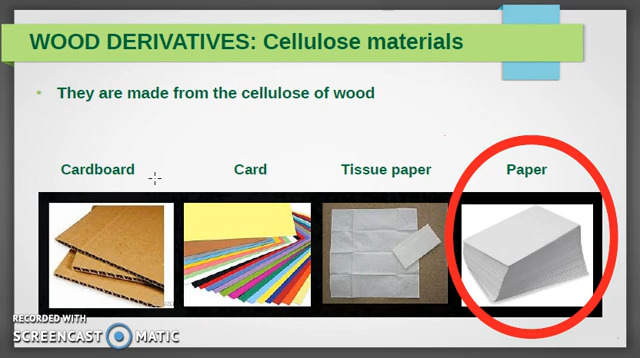 WOOD DERIVATIVES: Cellulose materials
They are made from the cellulose of wood
Cardboard Card Tissue paper Paper
RECORDED WITH
SCREENCAST MATIC